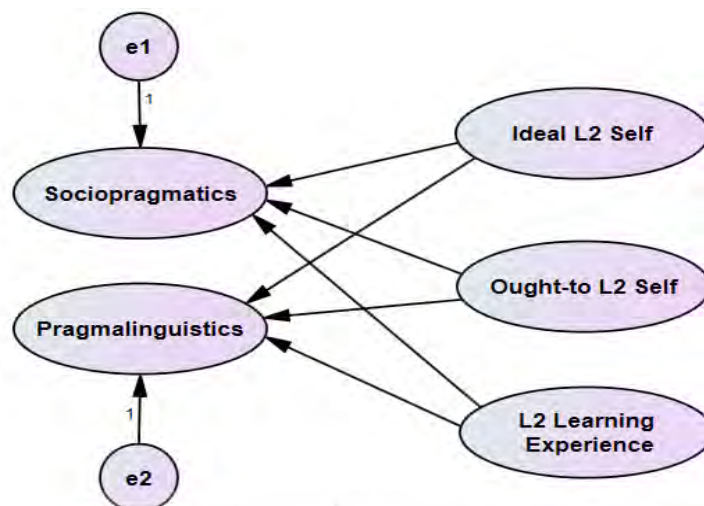 e1
1
Ideal L2 Self
Sociopragmatics
Ought-to L2 Self
Pragmalinguistics
1
L2 Learning
Experience
e2